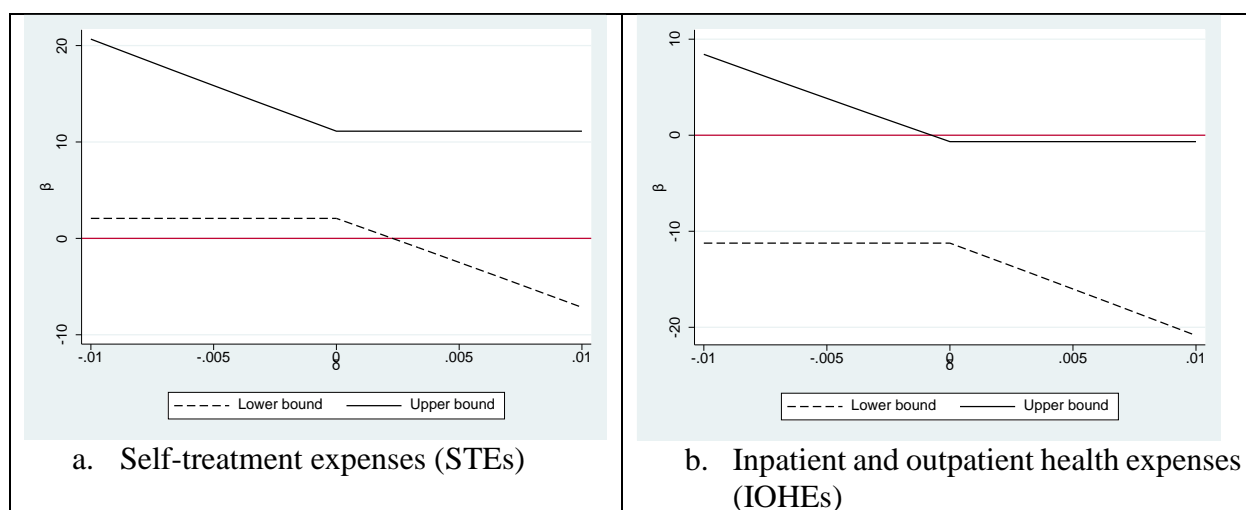 20
10
0
-10
β
-.01
-.005
0
.005
.01
δ
Lower bound
Upper bound
a. Self-treatment expenses (STEs)
10
0
-10
-20
β
-.01
-.005
0
.005
.01
δ
Lower bound
Upper bound
b. Inpatient and outpatient health expenses
(IOHEs)